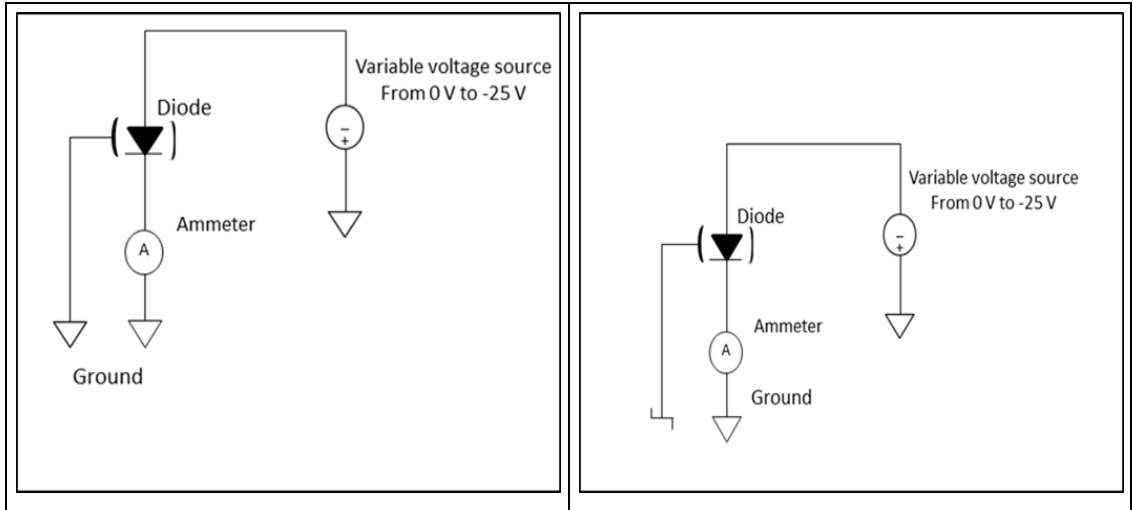 Variable voltage source
From 0 V to -25 V
Diode
−
+
Ammeter
A
Ground
Variable voltage source
From 0 V to -25 V
Diode
−
+
Ammeter
A
Ground